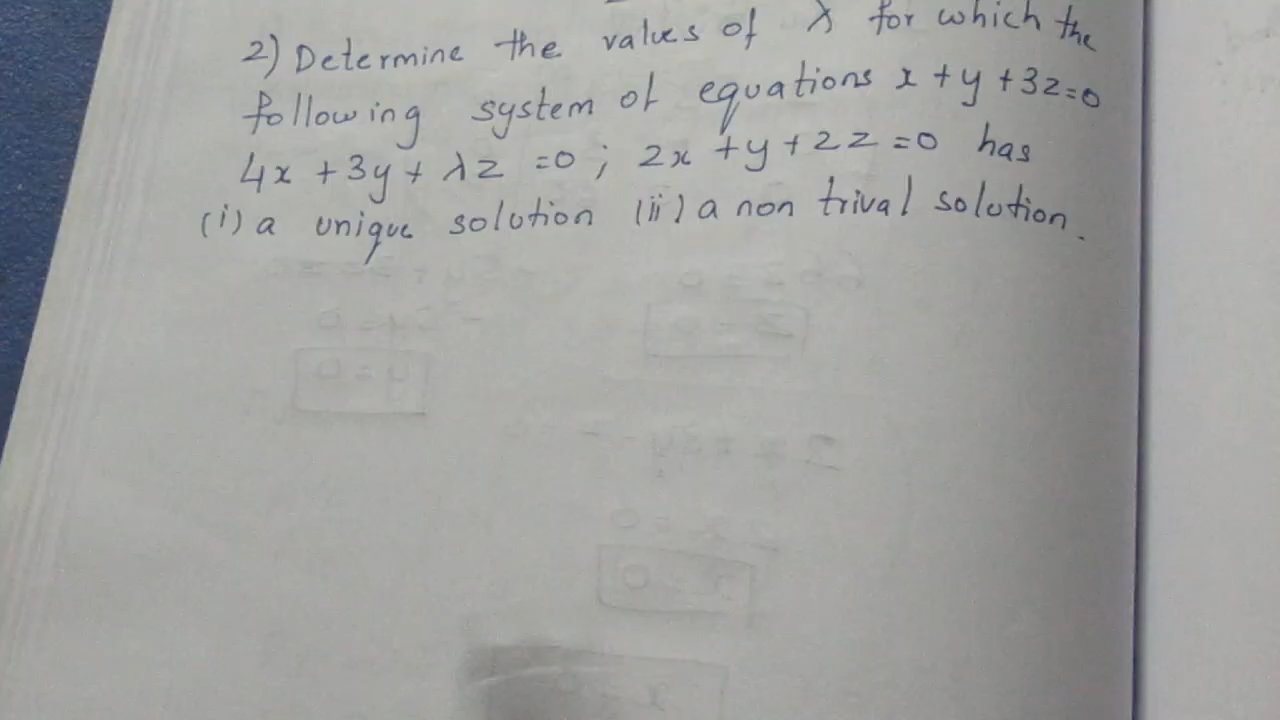 2) Determine the values of λ for which the
following system of equations x + y + 3z=0
4x + 3y + λz =0 ; 2x + y + 2z =0 has
(i) a unique solution (ii) a non trival solution.